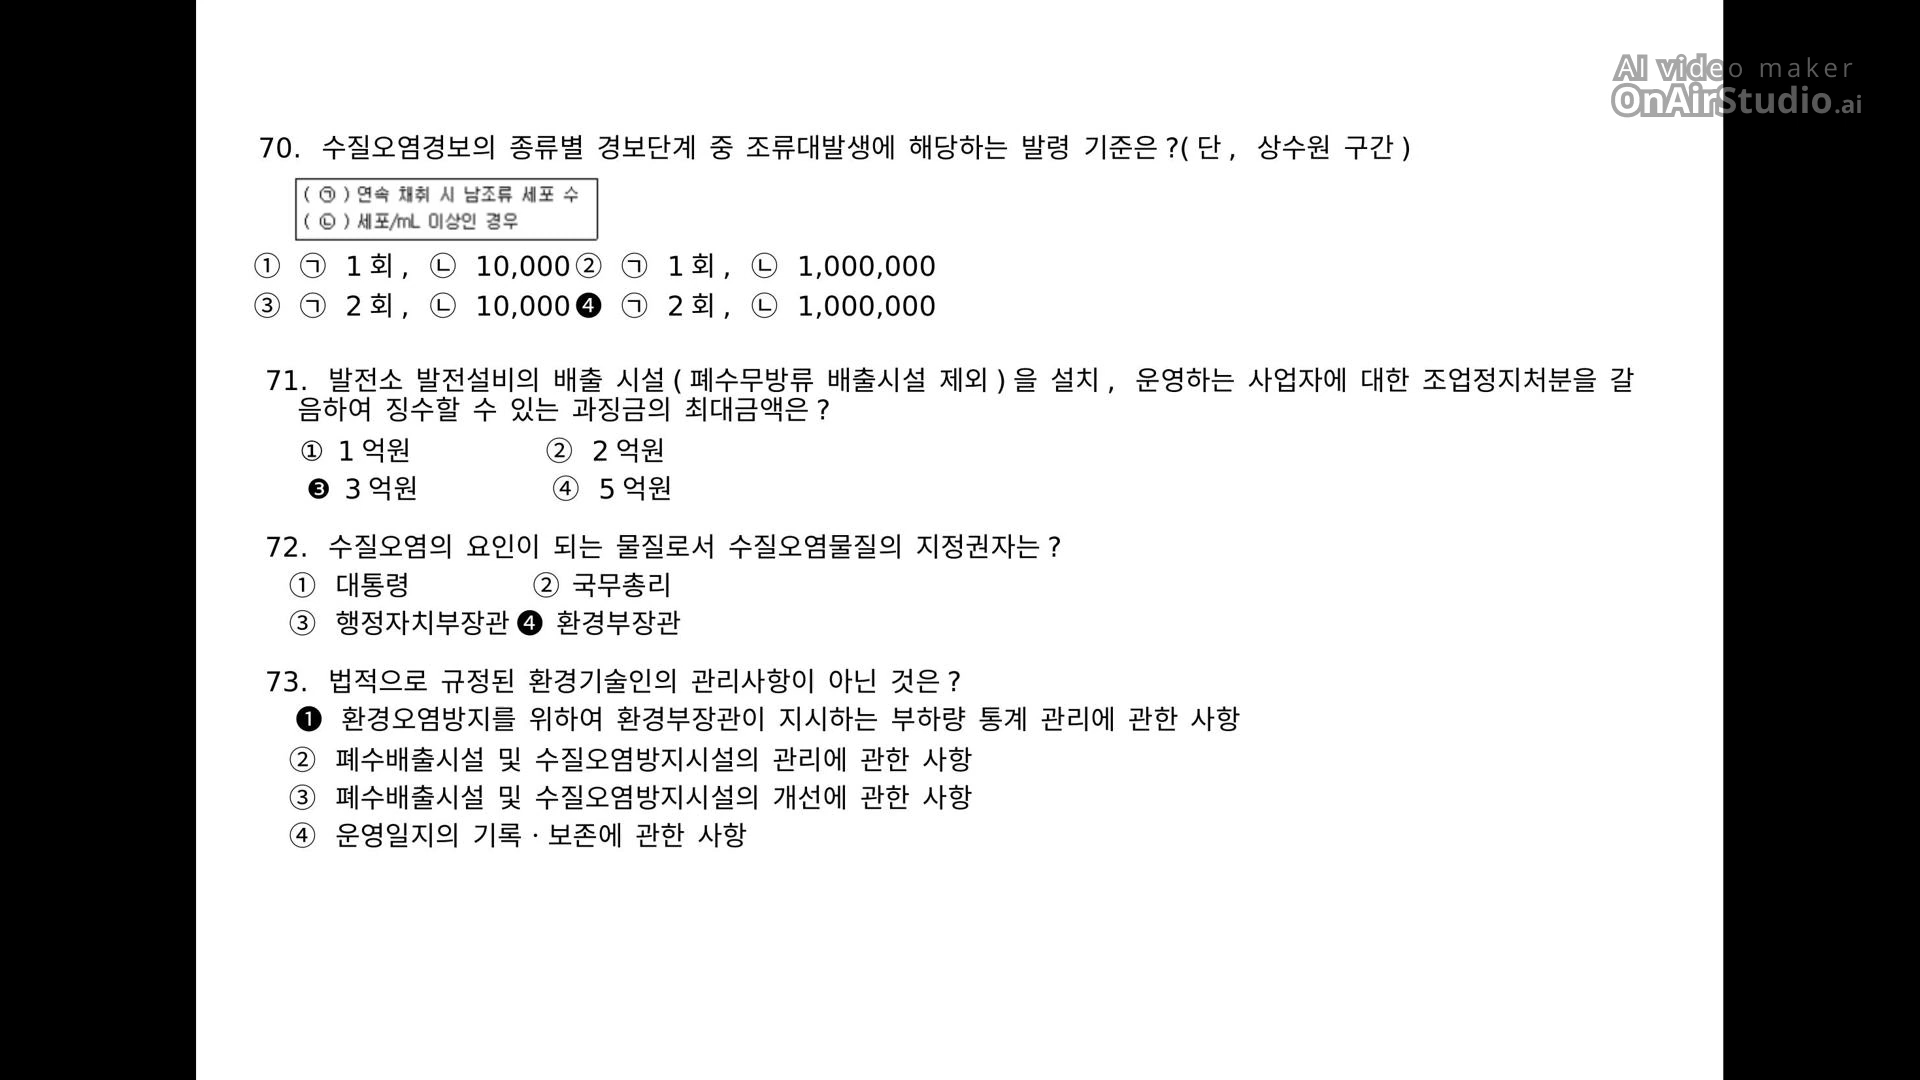 AI video maker
OnAirStudio.ai
70. 수질오염경보의 종류별 경보단계 중 조류대발생에 해당하는 발령 기준은?(단, 상수원 구간)
( ㉠ ) 연속 채취 시 남조류 세포 수
( ㉡ ) 세포/mL 이상인 경우
① ㉠ 1회, ㉡ 10,000 ② ㉠ 1회, ㉡ 1,000,000
③ ㉠ 2회, ㉡ 10,000 ❹ ㉠ 2회, ㉡ 1,000,000
71. 발전소 발전설비의 배출 시설(폐수무방류 배출시설 제외)을 설치, 운영하는 사업자에 대한 조업정지처분을 갈
음하여 징수할 수 있는 과징금의 최대금액은?
① 1억원 ② 2억원
❸ 3억원 ④ 5억원
72. 수질오염의 요인이 되는 물질로서 수질오염물질의 지정권자는?
① 대통령 ② 국무총리
③ 행정자치부장관 ❹ 환경부장관
73. 법적으로 규정된 환경기술인의 관리사항이 아닌 것은?
❶ 환경오염방지를 위하여 환경부장관이 지시하는 부하량 통계 관리에 관한 사항
② 폐수배출시설 및 수질오염방지시설의 관리에 관한 사항
③ 폐수배출시설 및 수질오염방지시설의 개선에 관한 사항
④ 운영일지의 기록·보존에 관한 사항